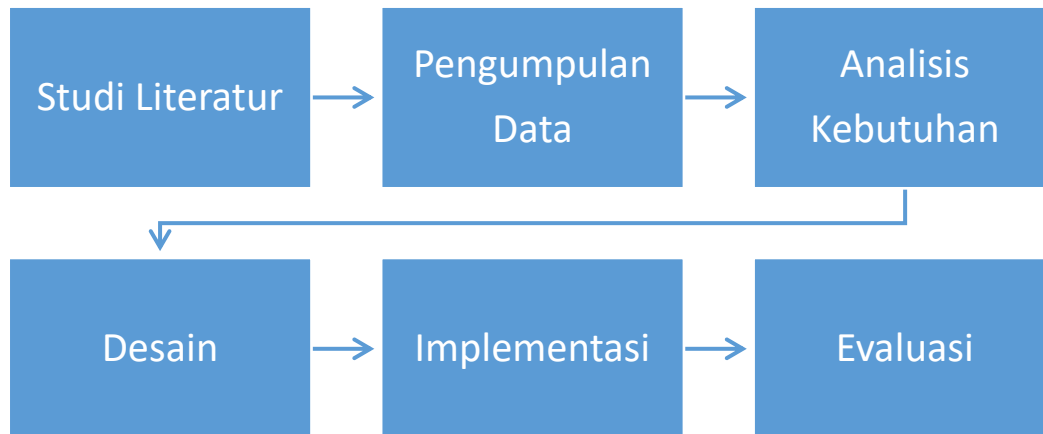 Studi Literatur
Pengumpulan
Data
Analisis
Kebutuhan
Desain
Implementasi
Evaluasi